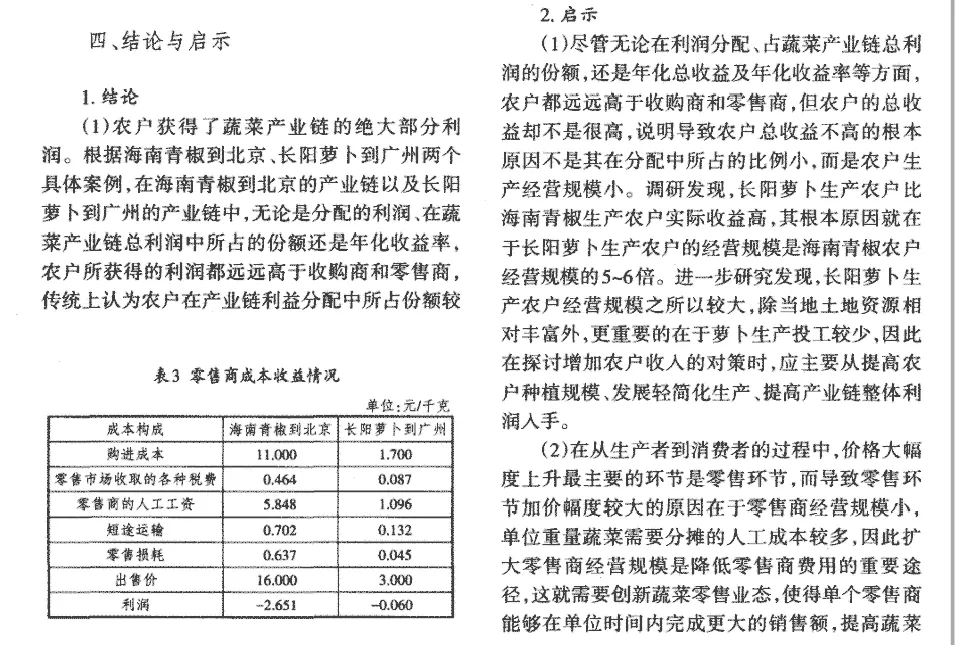 四、结论与启示
1.结论
(1)农户获得了蔬菜产业链的绝大部分利
润。根据海南青椒到北京、长阳萝卜到广州两个
具体案例,在海南青椒到北京的产业链以及长阳
萝卜到广州的产业链中,无论是分配的利润、在蔬
菜产业链总利润中所占的份额还是年化收益率,
农户所获得的利润都远远高于收购商和零售商,
传统上认为农户在产业链利益分配中所占份额较
表3 零售商成本收益情况
单位:元/千克
成本构成 海南青椒到北京 长阳萝卜到广州
购进成本 11.000 1.700
零售市场收取的各种税费 0.464 0.087
零售商的人工工资 5.848 1.096
短途运输 0.702 0.132
零售损耗 0.637 0.045
出售价 16.000 3.000
利润 -2.651 -0.060
2.启示
(1)尽管无论在利润分配、占蔬菜产业链总利
润的份额,还是年化总收益及年化收益率等方面,
农户都远远高于收购商和零售商,但农户的总收
益却不是很高,说明导致农户总收益不高的根本
原因不是其在分配中所占的比例小,而是农户生
产经营规模小。调研发现,长阳萝卜生产农户比
海南青椒生产农户实际收益高,其根本原因就在
于长阳萝卜生产农户的经营规模是海南青椒农户
经营规模的5~6倍。进一步研究发现,长阳萝卜生
产农户经营规模之所以较大,除当地土地资源相
对丰富外,更重要的在于萝卜生产投工较少,因此
在探讨增加农户收入的对策时,应主要从提高农
户种植规模、发展轻简化生产、提高产业链整体利
润入手。
(2)在从生产者到消费者的过程中,价格大幅
度上升最主要的环节是零售环节,而导致零售环
节加价幅度较大的原因在于零售商经营规模小,
单位重量蔬菜需要分摊的人工成本较多,因此扩
大零售商经营规模是降低零售商费用的重要途
径,这就需要创新蔬菜零售业态,使得单个零售商
能够在单位时间内完成更大的销售额,提高蔬菜